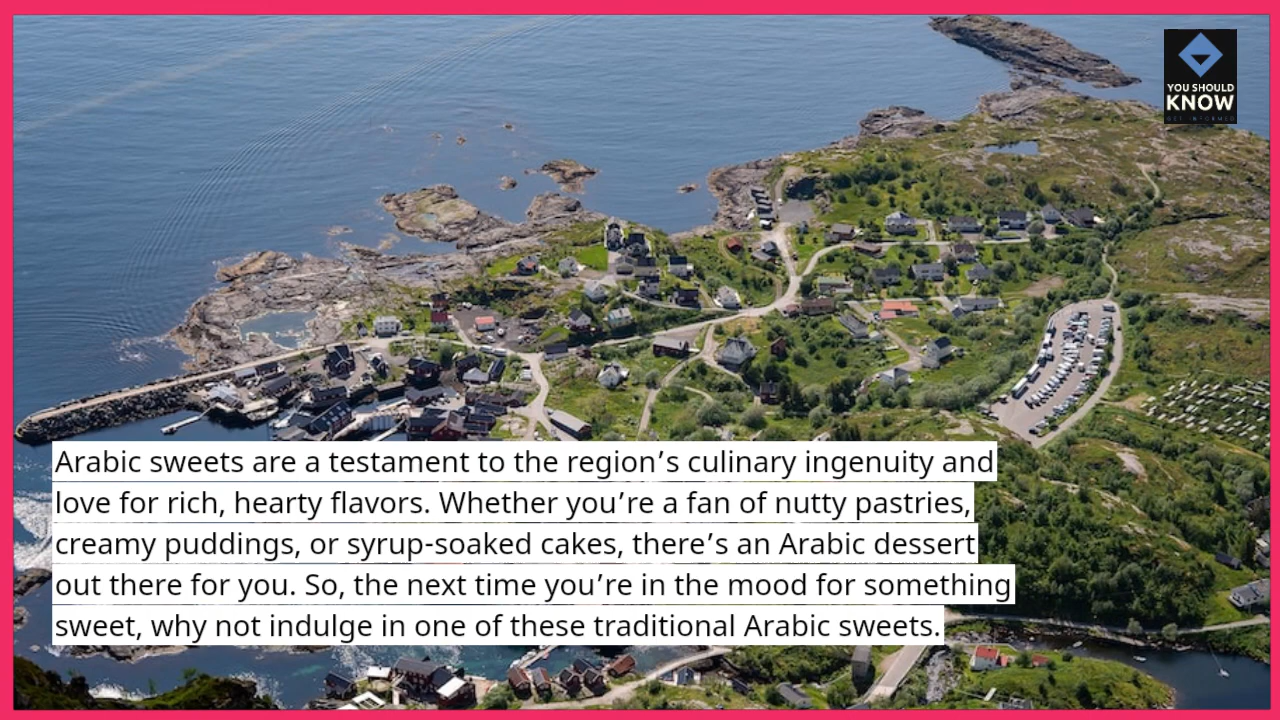 YOU SHOULD
KNOW
GET INFORMED
Arabic sweets are a testament to the region’s culinary ingenuity and
love for rich, hearty flavors. Whether you’re a fan of nutty pastries,
creamy puddings, or syrup-soaked cakes, there’s an Arabic dessert
out there for you. So, the next time you’re in the mood for something
sweet, why not indulge in one of these traditional Arabic sweets.